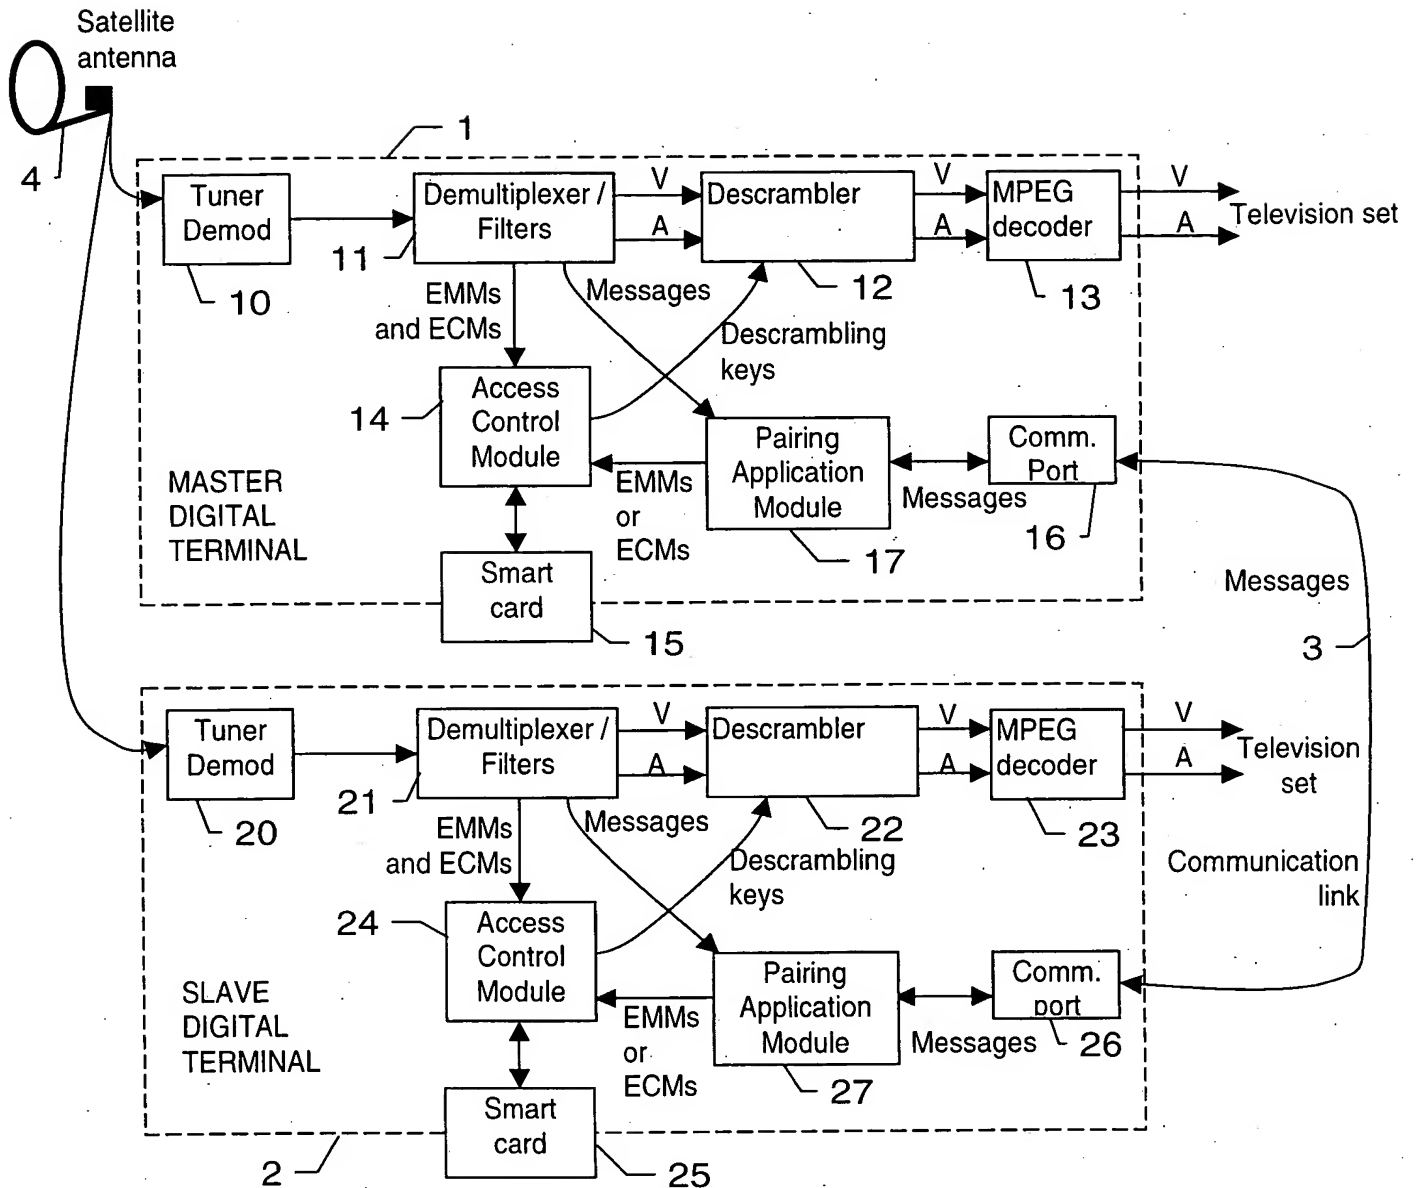 Satellite
antenna
4
1
Tuner
Demod
10
Demultiplexer /
Filters
11
V
A
Descrambler
12
V
A
MPEG
decoder
13
V
A
Television set
EMMs
and ECMs
Messages
Descrambling
keys
14
Access
Control
Module
Pairing
Application
Module
17
EMMs
or
ECMs
Messages
Comm.
Port
16
MASTER
DIGITAL
TERMINAL
Smart
card
15
Messages
3
Communication
link
Tuner
Demod
20
Demultiplexer /
Filters
21
V
A
Descrambler
22
V
A
MPEG
decoder
23
V
A
Television
set
EMMs
and ECMs
Messages
Descrambling
keys
24
Access
Control
Module
Pairing
Application
Module
27
EMMs
or
ECMs
Messages
Comm.
port
26
SLAVE
DIGITAL
TERMINAL
Smart
card
25
2